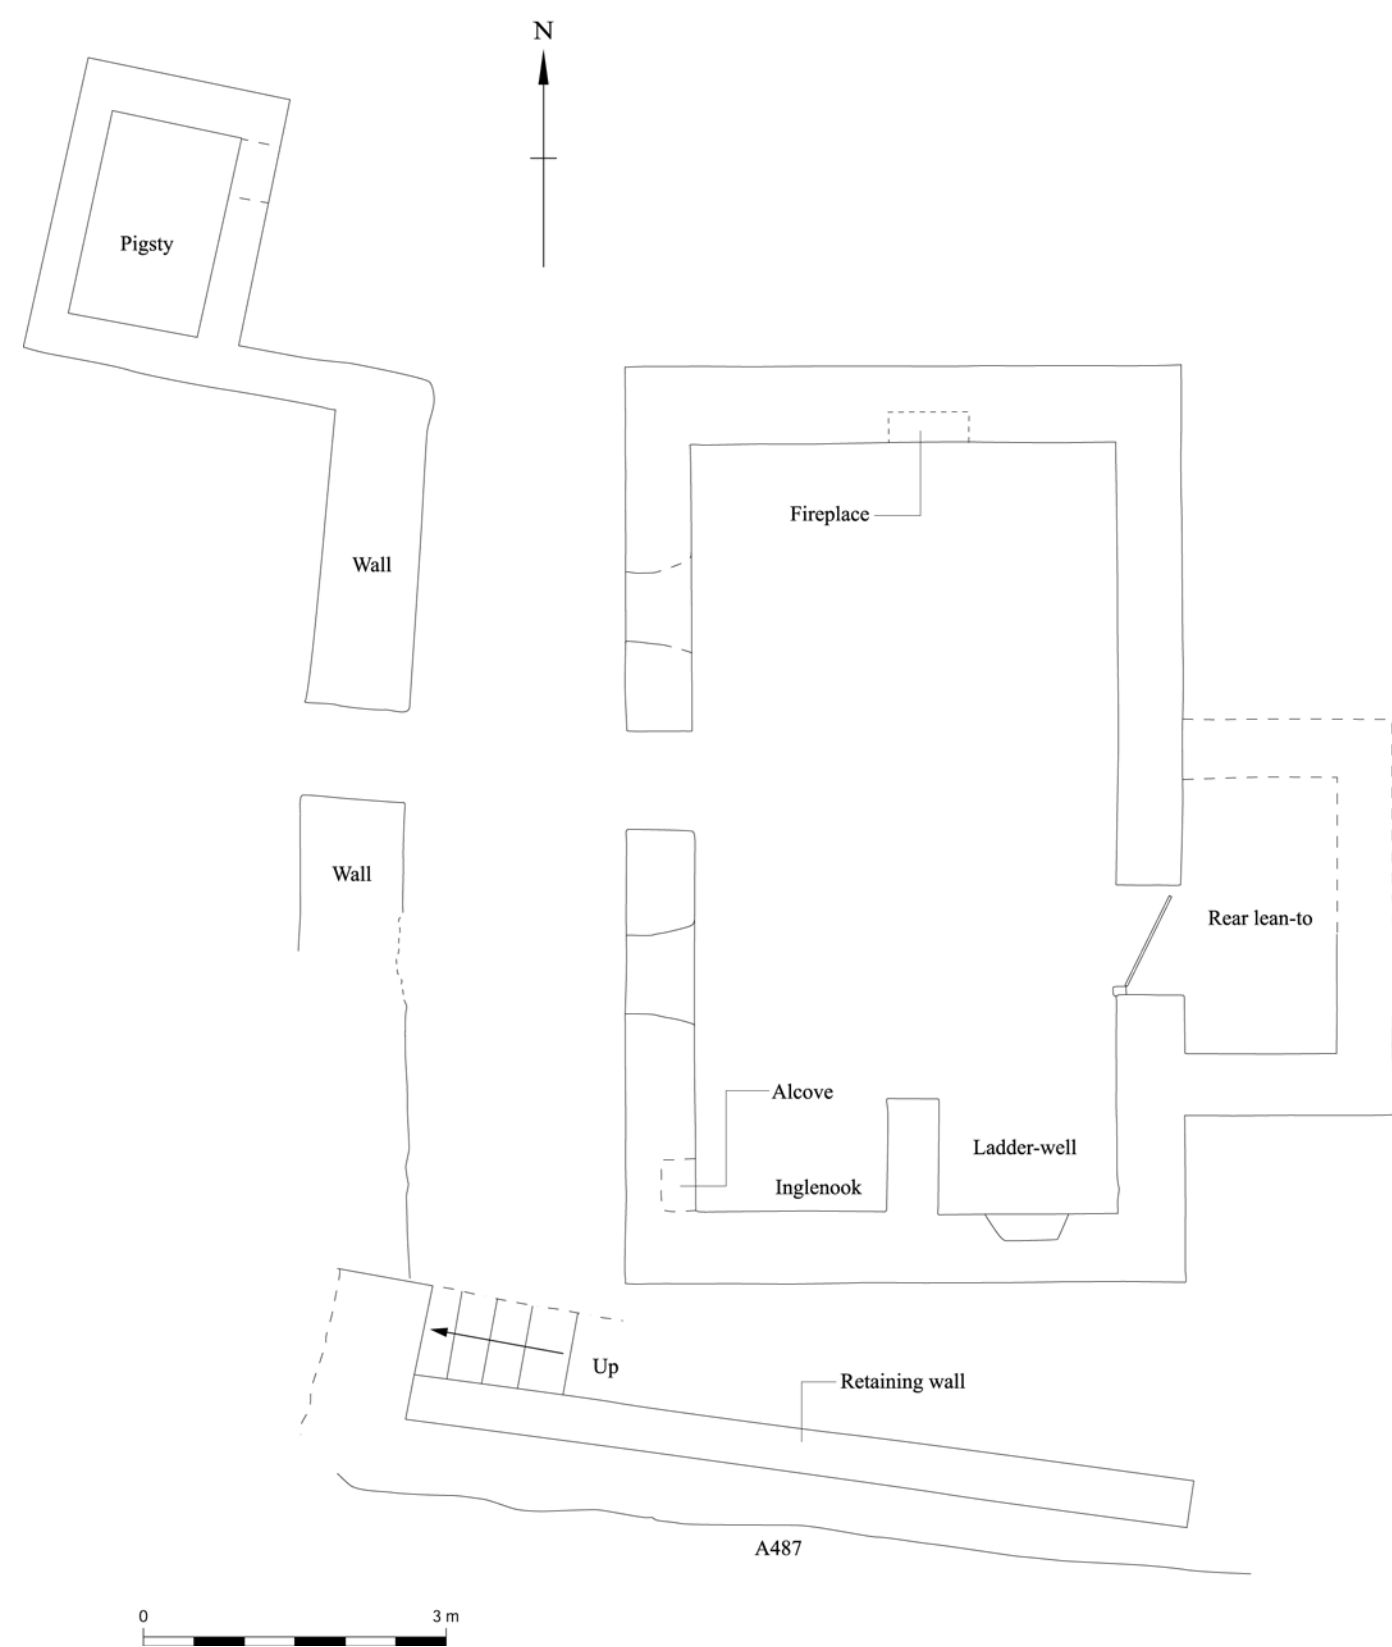 N
Pigsty
Fireplace
Wall
Wall
Rear lean-to
Alcove
Ladder-well
Inglenook
Up
Retaining wall
A487
0 3 m